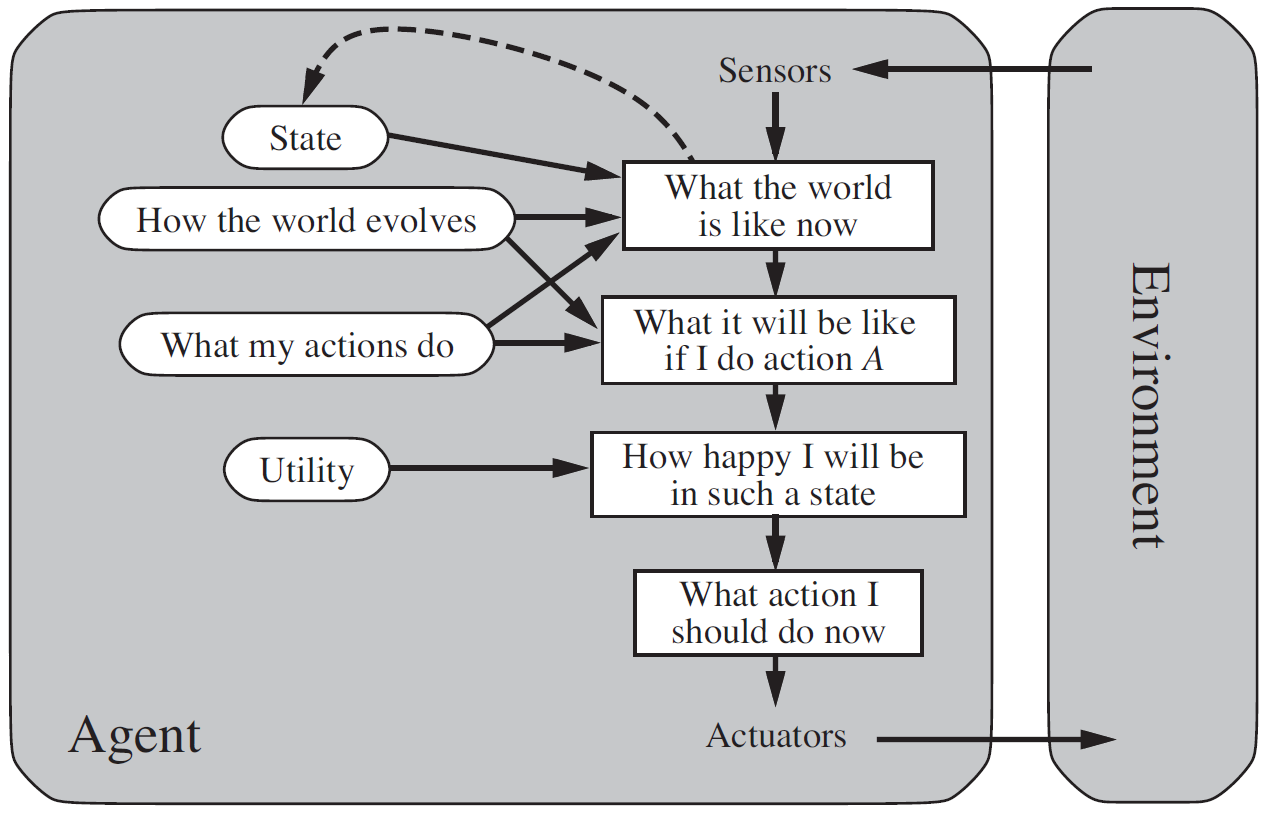 Sensors
State
What the world
is like now
How the world evolves
What it will be like
if I do action A
What my actions do
How happy I will be
in such a state
Utility
What action I
should do now
Agent
Actuators
Environment